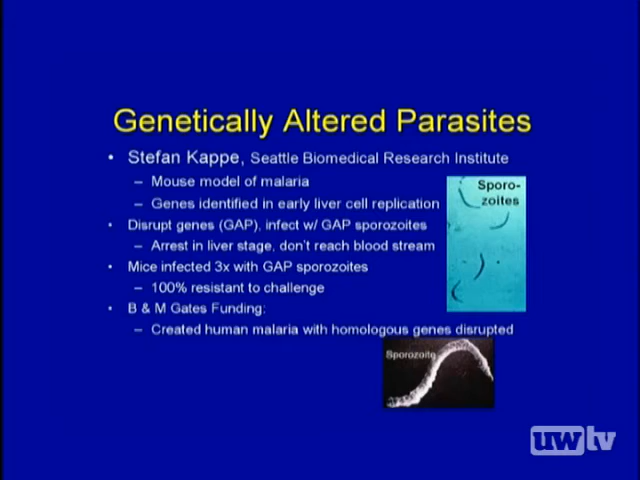 Genetically Altered Parasites
• Stefan Kappe, Seattle Biomedical Research Institute
– Mouse model of malaria
– Genes identified in early liver cell replication
• Disrupt genes (GAP), infect w/ GAP sporozoites
– Arrest in liver stage, don't reach blood stream
• Mice infected 3x with GAP sporozoites
– 100% resistant to challenge
• B & M Gates Funding:
– Created human malaria with homologous genes disrupted
Sporo-
zoites
Sporozoite
uwtv